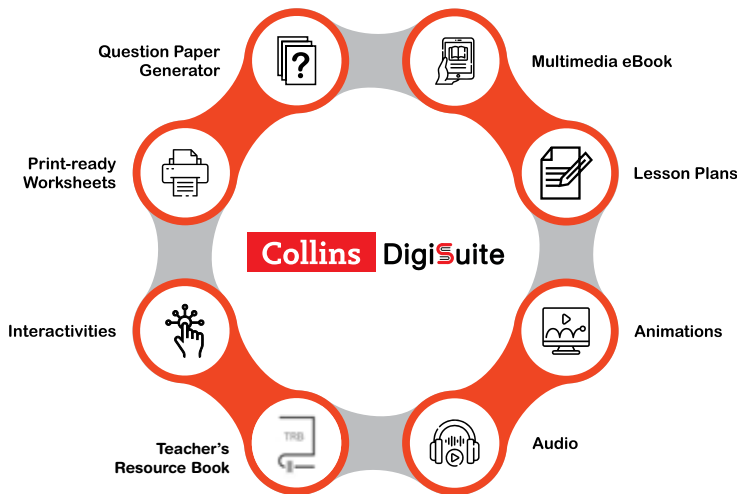 Question Paper
Generator
Multimedia eBook
?
Print-ready
Worksheets
Lesson Plans
Collins DigiSuite
Interactivities
Animations
TRB
Teacher’s
Resource Book
Audio